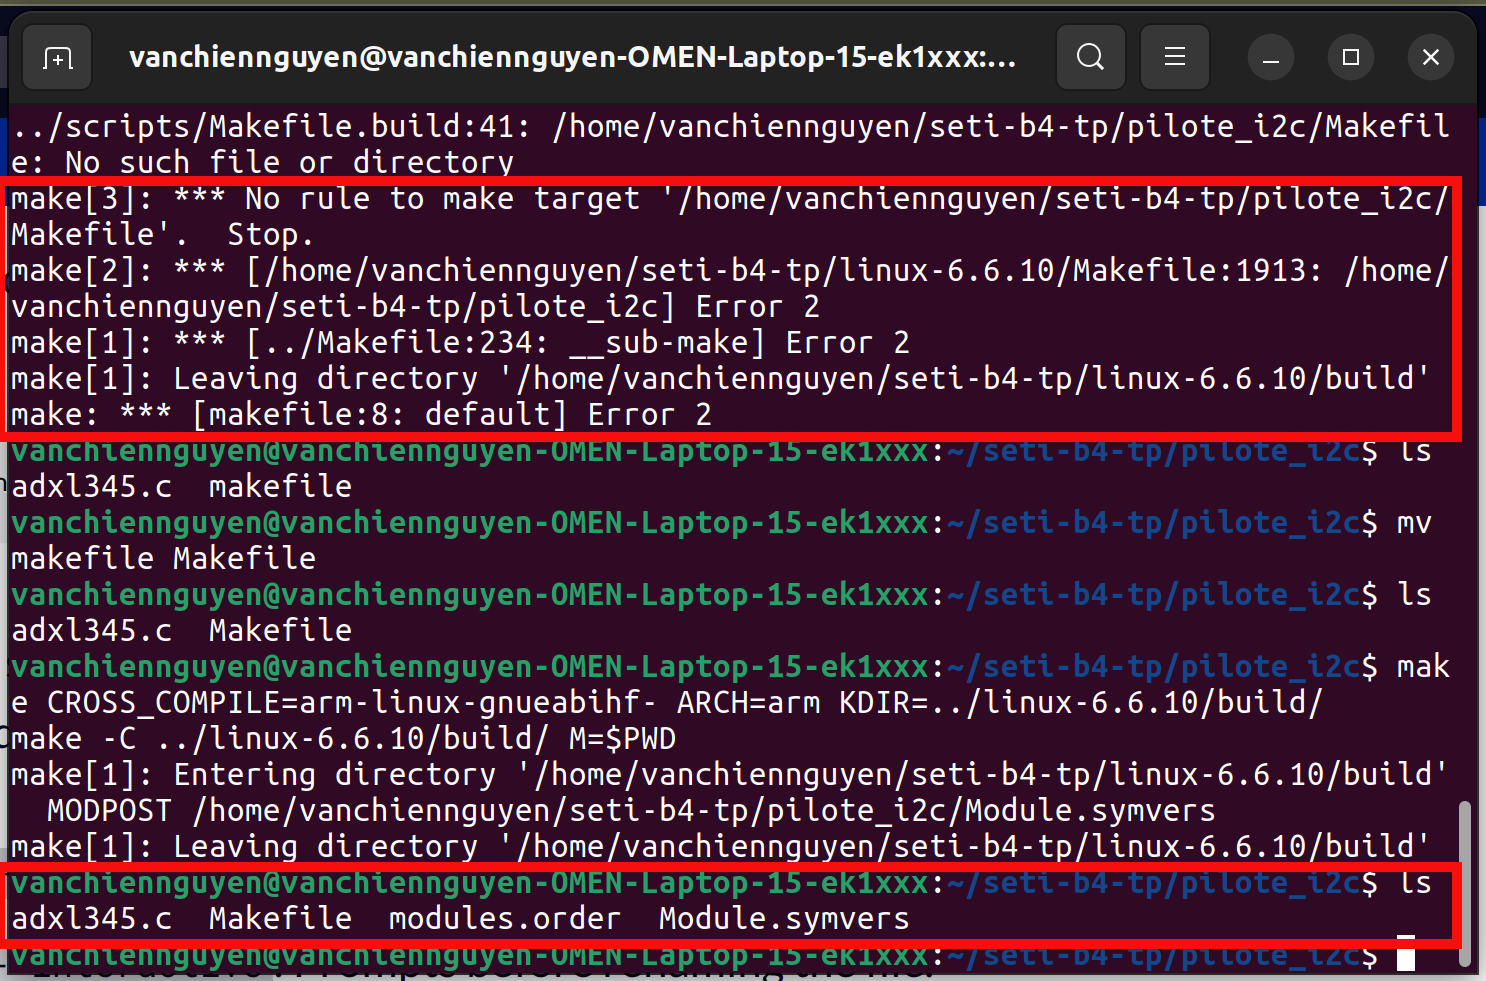 vanchiennguyen@vanchiennguyen-OMEN-Laptop-15-ek1xxx:...
../scripts/Makefile.build:41: /home/vanchiennguyen/seti-b4-tp/pilote_i2c/Makefil
e: No such file or directory
make[3]: *** No rule to make target '/home/vanchiennguyen/seti-b4-tp/pilote_i2c/
Makefile'.  Stop.
make[2]: *** [/home/vanchiennguyen/seti-b4-tp/linux-6.6.10/Makefile:1913: /home/
vanchiennguyen/seti-b4-tp/pilote_i2c] Error 2
make[1]: *** [../Makefile:234: __sub-make] Error 2
make[1]: Leaving directory '/home/vanchiennguyen/seti-b4-tp/linux-6.6.10/build'
make: *** [makefile:8: default] Error 2
vanchiennguyen@vanchiennguyen-OMEN-Laptop-15-ek1xxx:~/seti-b4-tp/pilote_i2c$ ls
adxl345.c  makefile
vanchiennguyen@vanchiennguyen-OMEN-Laptop-15-ek1xxx:~/seti-b4-tp/pilote_i2c$ mv
makefile Makefile
vanchiennguyen@vanchiennguyen-OMEN-Laptop-15-ek1xxx:~/seti-b4-tp/pilote_i2c$ ls
adxl345.c  Makefile
vanchiennguyen@vanchiennguyen-OMEN-Laptop-15-ek1xxx:~/seti-b4-tp/pilote_i2c$ mak
e CROSS_COMPILE=arm-linux-gnueabihf- ARCH=arm KDIR=../linux-6.6.10/build/
make -C ../linux-6.6.10/build/ M=$PWD
make[1]: Entering directory '/home/vanchiennguyen/seti-b4-tp/linux-6.6.10/build'
  MODPOST /home/vanchiennguyen/seti-b4-tp/pilote_i2c/Module.symvers
make[1]: Leaving directory '/home/vanchiennguyen/seti-b4-tp/linux-6.6.10/build'
vanchiennguyen@vanchiennguyen-OMEN-Laptop-15-ek1xxx:~/seti-b4-tp/pilote_i2c$ ls
adxl345.c  Makefile  modules.order  Module.symvers
vanchiennguyen@vanchiennguyen-OMEN-Laptop-15-ek1xxx:~/seti-b4-tp/pilote_i2c$